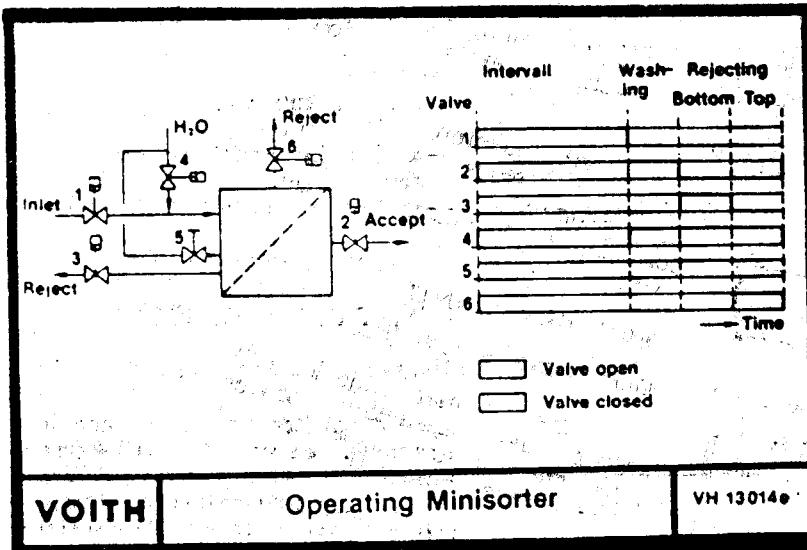 Intervall Wash- Rejecting
ing Bottom Top
Valve
1
2
3
4
5
6
Time
H₂O
Reject
4
6
1
Inlet
2 Accept
5
3
Reject
Valve open
Valve closed
VOITH
Operating Minisorter
VH 13014e